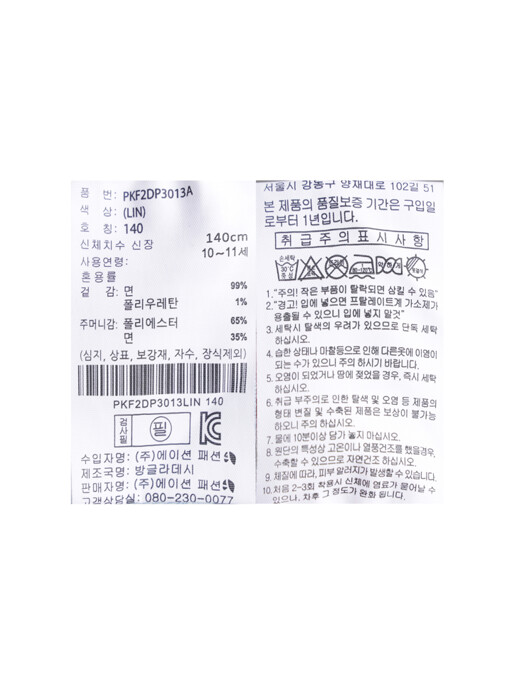 품 번: PKF2DP3013A
색 상: (LIN)
호 칭: 140
신체치수 신장 140cm
사용연령: 10~11세
혼용률
겉 감: 면 99%
폴리우레탄 1%
주머니감: 폴리에스터 65%
면 35%
(심지, 상표, 보강재, 자수, 장식제외)
PKF2DP3013LIN 140
검사필 필
수입자명: (주)에이션 패션
제조국명: 방글라데시
판매자명: (주)에이션 패션
고객상담실: 080-230-0077
서울시 강동구 양재대로 102길 51
본 제품의 품질보증 기간은 구입일
로부터 1년입니다.
취급주의표시사항
손세탁 30℃ 중성
1. "주의! 작은 부품이 탈락되면 삼킬 수 있음"
2. "경고! 입에 넣으면 프탈레이트계 가소제가
용출될 수 있으니 입에 넣지 말것"
3. 세탁시 탈색의 우려가 있으므로 단독 세탁
하십시오.
4. 습한 상태나 마찰등으로 인해 다른옷에 이염이
되는 수가 있으니 주의 하시기 바랍니다.
5. 오염이 되었거나 땀에 젖었을 경우, 즉시 세탁
하십시오.
6. 취급 부주의로 인한 탈색 및 오염 등 제품의
형태 변질 및 수축된 제품은 보상이 불가능
하오니 주의 하십시오.
7. 물에 10분이상 담가 놓지 마십시오.
8. 원단의 특성상 고온이나 열풍건조를 했을경우,
수축할 수 있으므로 자연건조 하십시오.
9. 체질에 따라, 피부 알러지가 발생할 수 있습니다.
10. 처음 2~3회 착용시 신체에 염료가 묻어날 수
있으나, 차후 그 정도가 완화 됩니다.